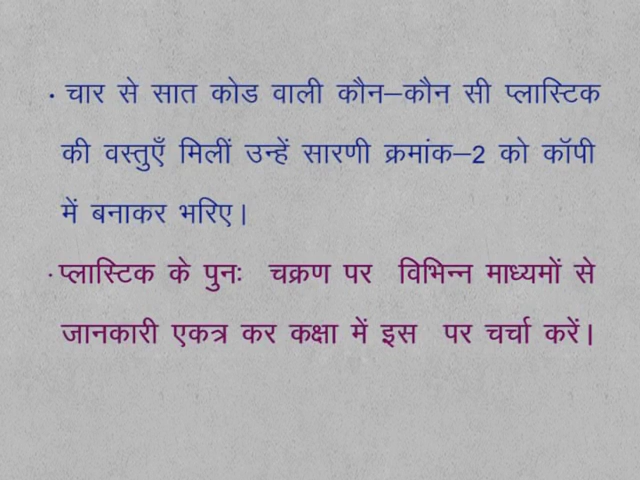 • चार से सात कोड वाली कौन–कौन सी प्लास्टिक
की वस्तुएँ मिलीं उन्हें सारणी क्रमांक–2 को कॉपी
में बनाकर भरिए।
• प्लास्टिक के पुनः चक्रण पर विभिन्न माध्यमों से
जानकारी एकत्र कर कक्षा में इस पर चर्चा करें।